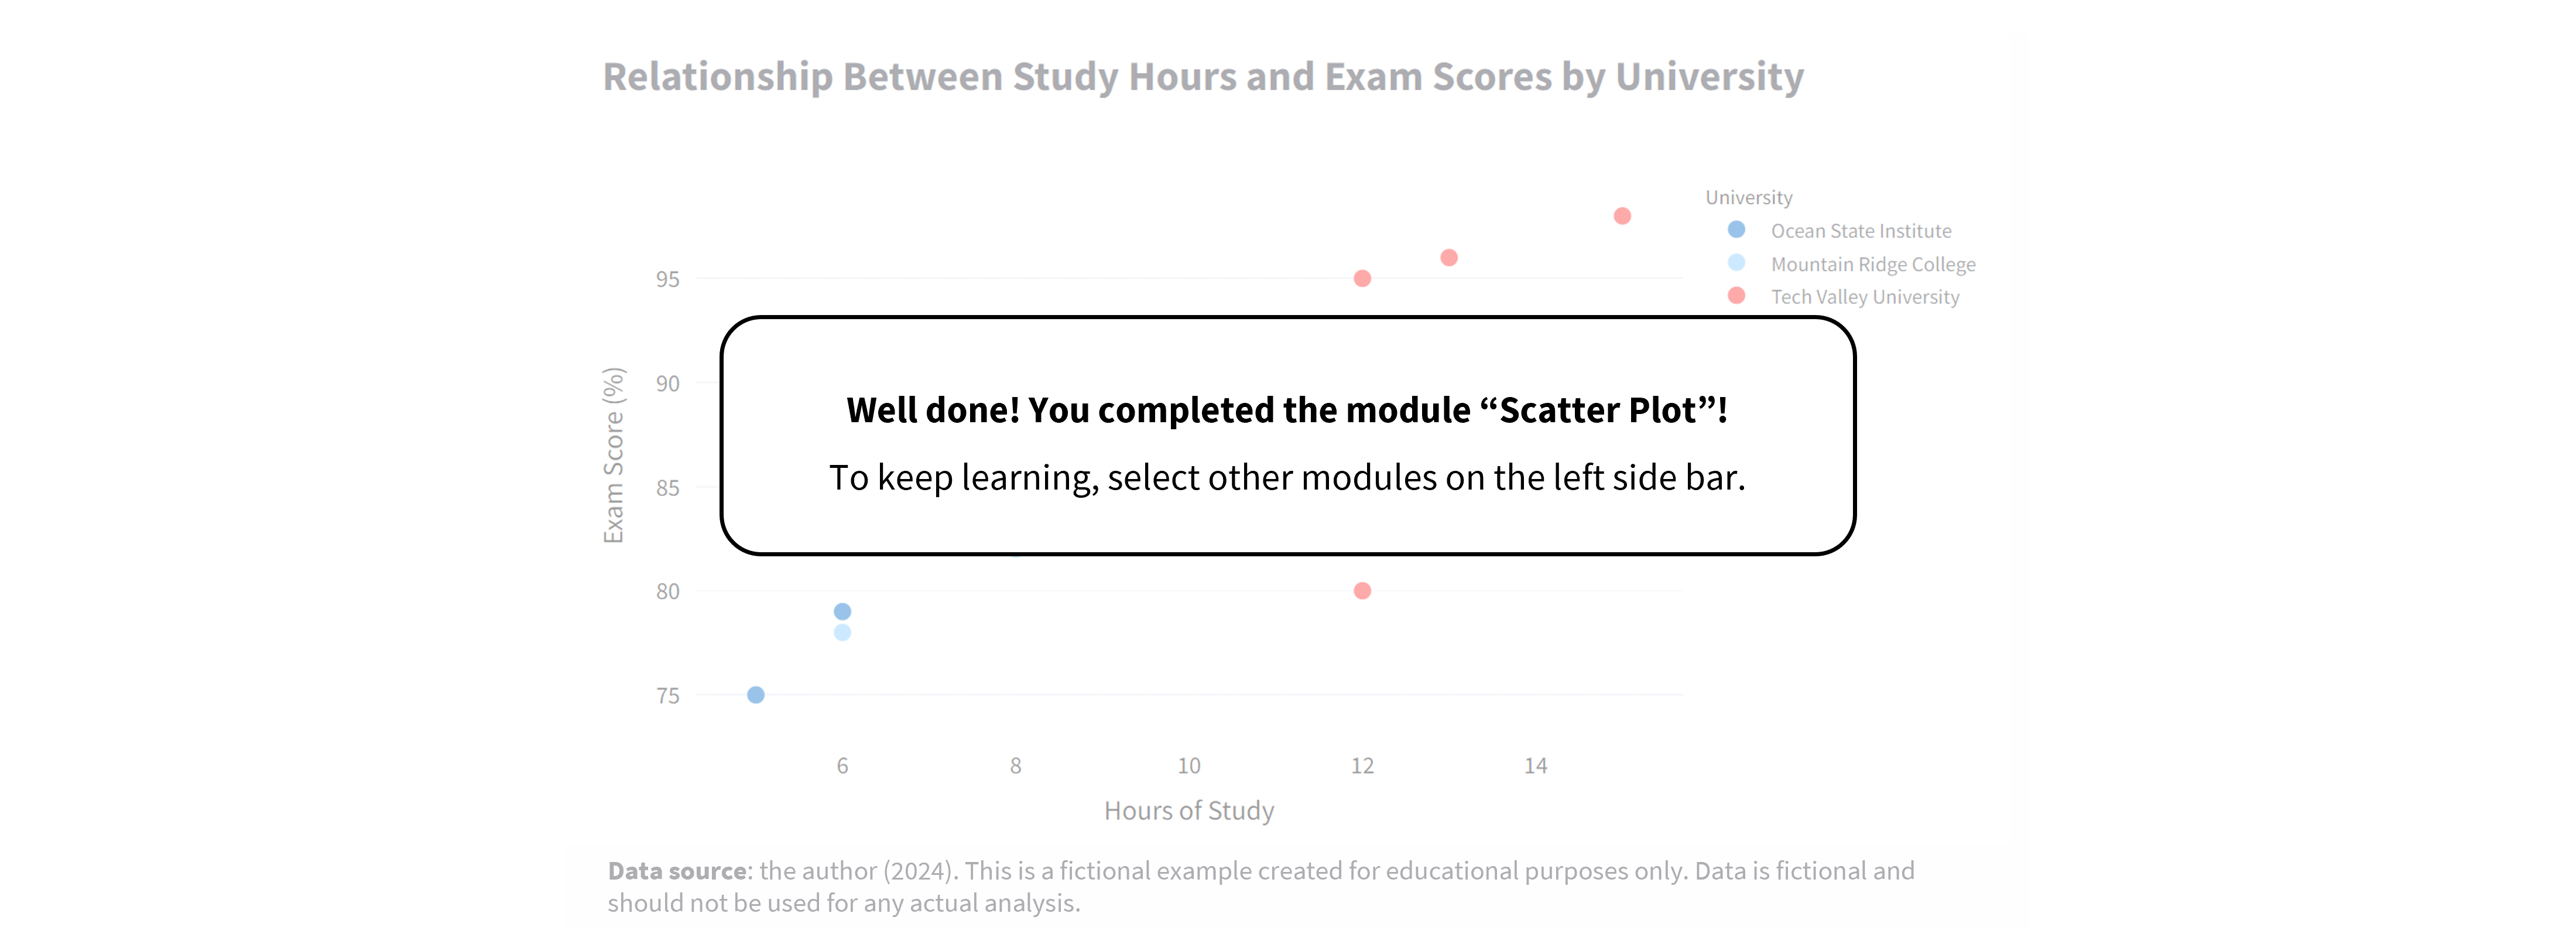 Relationship Between Study Hours and Exam Scores by University
University
Ocean State Institute
Mountain Ridge College
Tech Valley University
95
90
85
80
75
Exam Score (%)
Well done! You completed the module “Scatter Plot”!
To keep learning, select other modules on the left side bar.
6 8 10 12 14
Hours of Study
Data source: the author (2024). This is a fictional example created for educational purposes only. Data is fictional and
should not be used for any actual analysis.